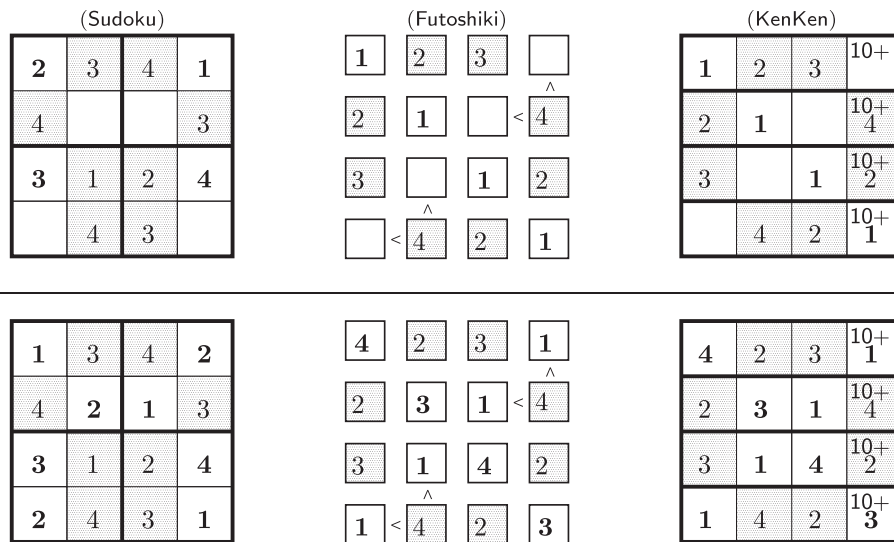 (Sudoku) (Futoshiki) (KenKen)
2 3 4 1 1 2 3 1 2 3 10+
^
4 3 2 1 < 4 2 1 10+ 4
3 1 2 4 3 1 2 3 1 10+ 2
^
4 3 < 4 2 1 4 2 10+ 1
1 3 4 2 4 2 3 1 4 2 3 10+ 1
^
4 2 1 3 2 3 1 < 4 2 3 1 10+ 4
3 1 2 4 3 1 4 2 3 1 4 10+ 2
^
2 4 3 1 1 < 4 2 3 1 4 2 10+ 3